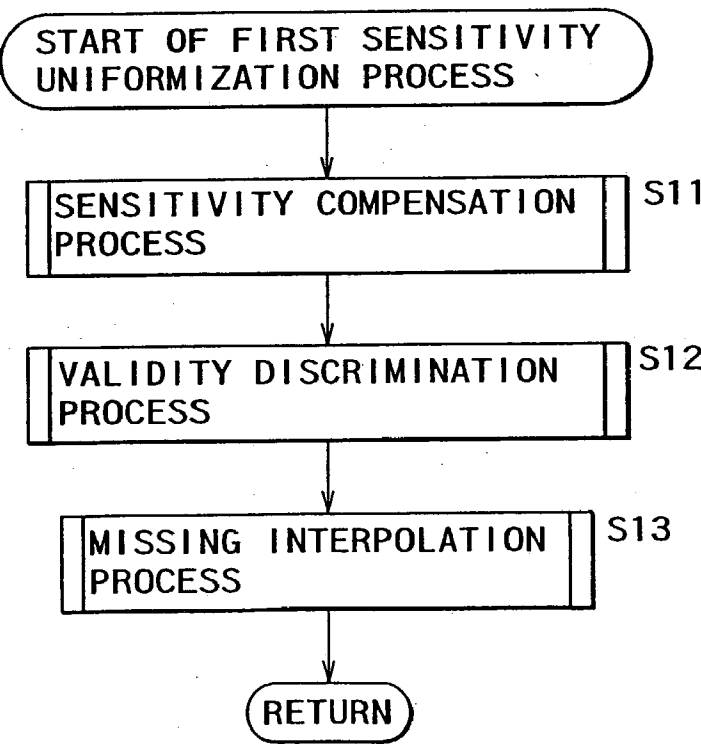 START OF FIRST SENSITIVITY
UNIFORMIZATION PROCESS
SENSITIVITY COMPENSATION
PROCESS
S11
VALIDITY DISCRIMINATION
PROCESS
S12
MISSING INTERPOLATION
PROCESS
S13
RETURN